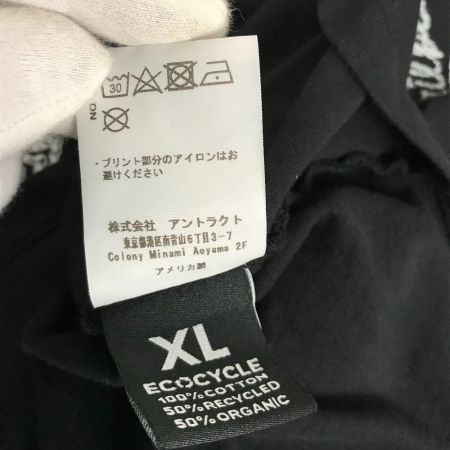 NO.
30
・プリント部分のアイロンはお
避けください
株式会社 アントラクト
東京都港区南青山6丁目3-7
Colony Minami Aoyama 2F
アメリカ製
XL
ECOCYCLE
100% COTTON
50% RECYCLED
50% ORGANIC